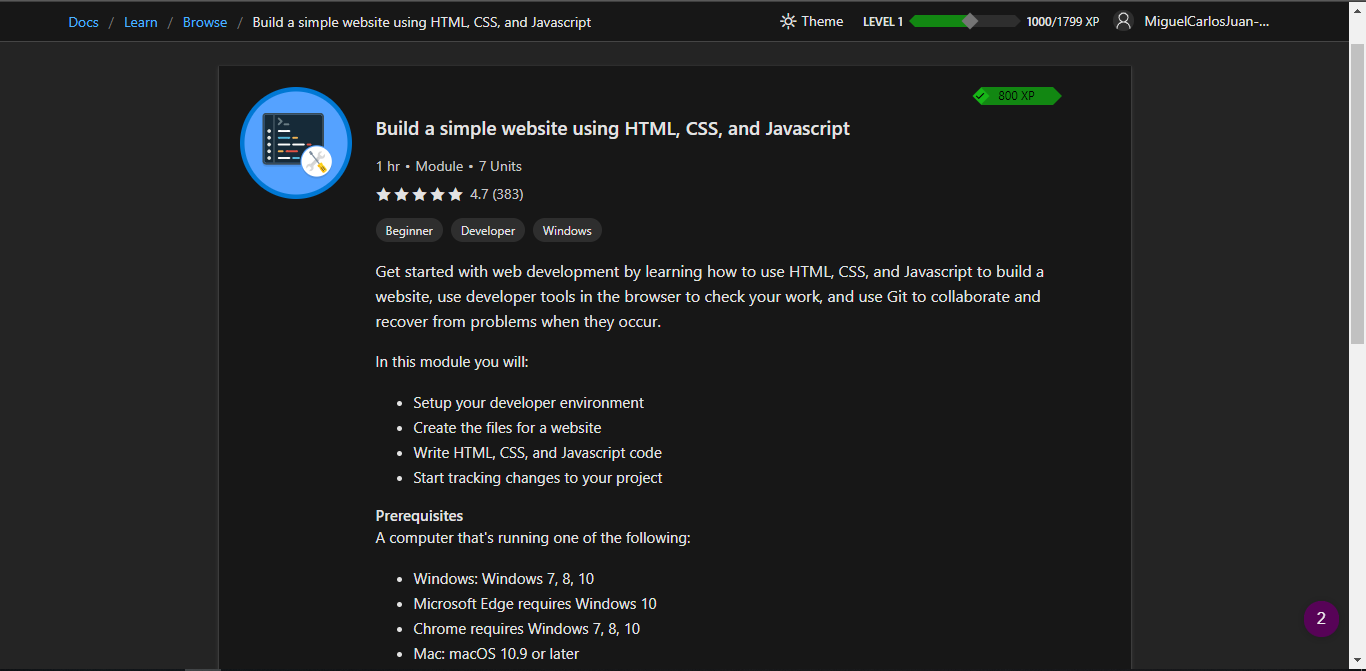 Docs / Learn / Browse / Build a simple website using HTML, CSS, and Javascript
Theme LEVEL 1 1000/1799 XP MiguelCarlosJuan-...
800 XP
Build a simple website using HTML, CSS, and Javascript
1 hr • Module • 7 Units
4.7 (383)
Beginner Developer Windows
Get started with web development by learning how to use HTML, CSS, and Javascript to build a
website, use developer tools in the browser to check your work, and use Git to collaborate and
recover from problems when they occur.
In this module you will:
• Setup your developer environment
• Create the files for a website
• Write HTML, CSS, and Javascript code
• Start tracking changes to your project
Prerequisites
A computer that's running one of the following:
• Windows: Windows 7, 8, 10
• Microsoft Edge requires Windows 10
• Chrome requires Windows 7, 8, 10
• Mac: macOS 10.9 or later
2